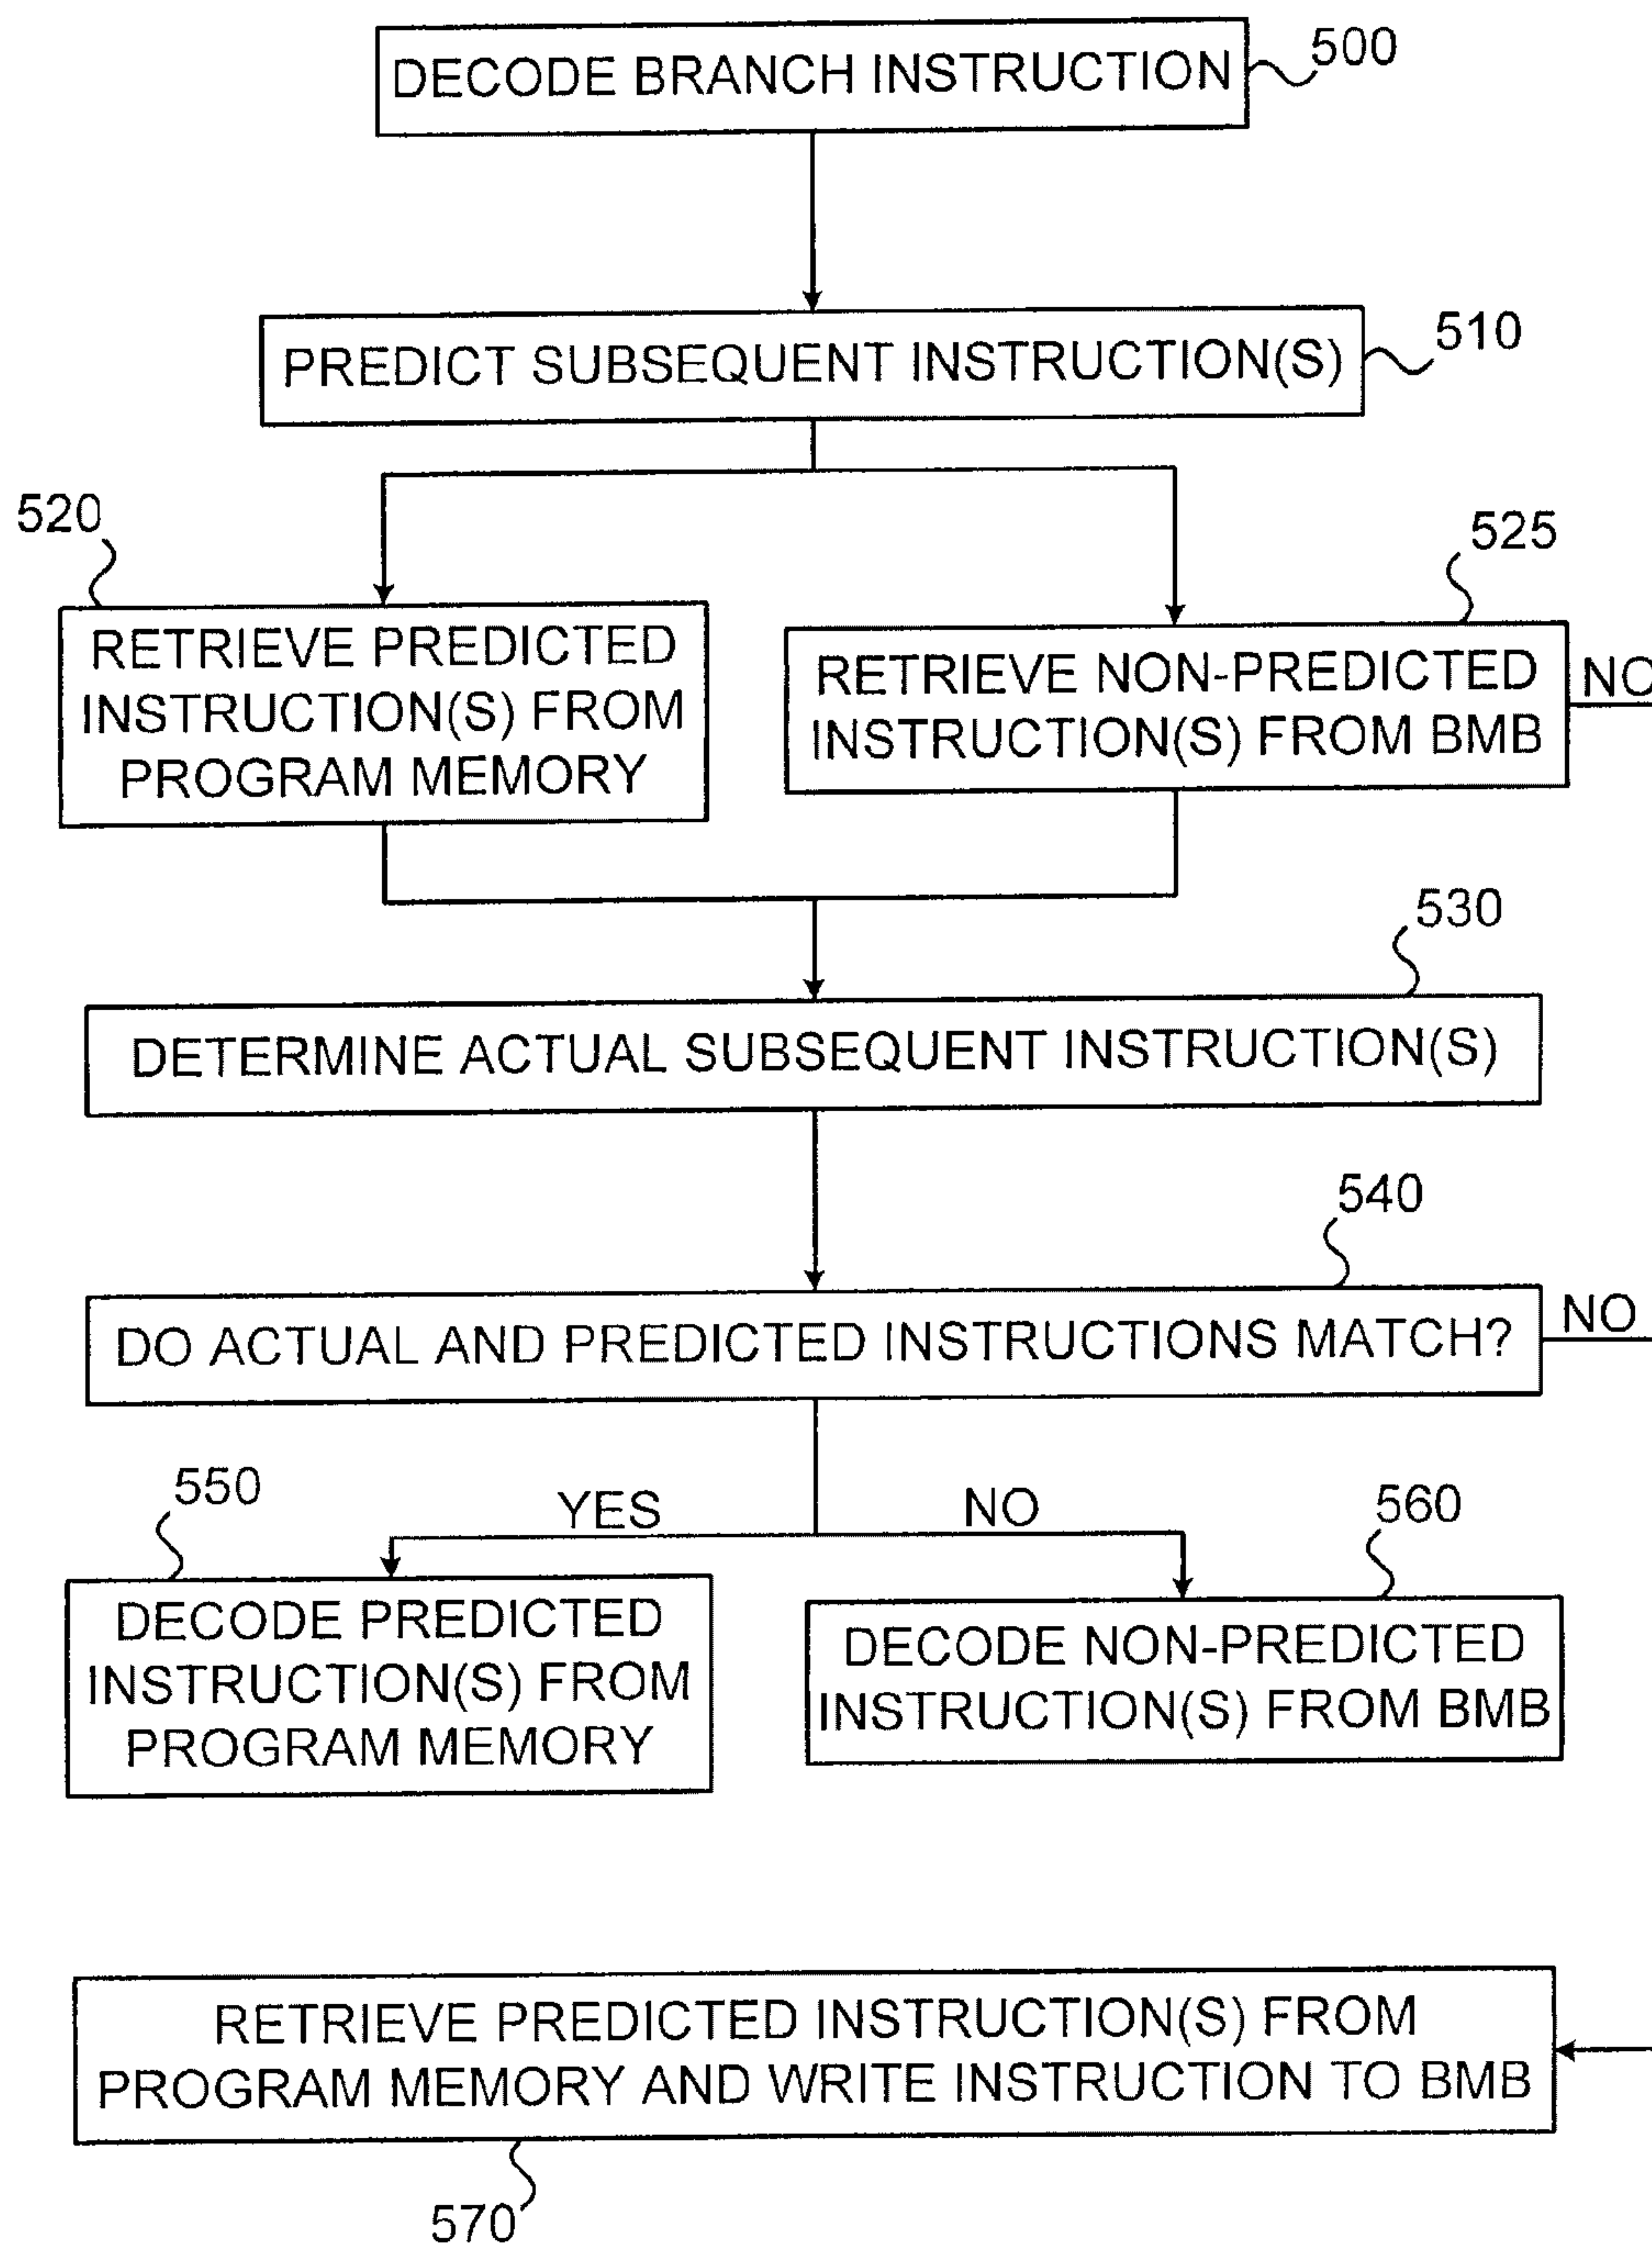 DECODE BRANCH INSTRUCTION
500
PREDICT SUBSEQUENT INSTRUCTION(S)
510
520
525
RETRIEVE PREDICTED
INSTRUCTION(S) FROM
PROGRAM MEMORY
RETRIEVE NON-PREDICTED
INSTRUCTION(S) FROM BMB
NO
530
DETERMINE ACTUAL SUBSEQUENT INSTRUCTION(S)
540
DO ACTUAL AND PREDICTED INSTRUCTIONS MATCH?
NO
550
YES
NO
560
DECODE PREDICTED
INSTRUCTION(S) FROM
PROGRAM MEMORY
DECODE NON-PREDICTED
INSTRUCTION(S) FROM BMB
RETRIEVE PREDICTED INSTRUCTION(S) FROM
PROGRAM MEMORY AND WRITE INSTRUCTION TO BMB
570